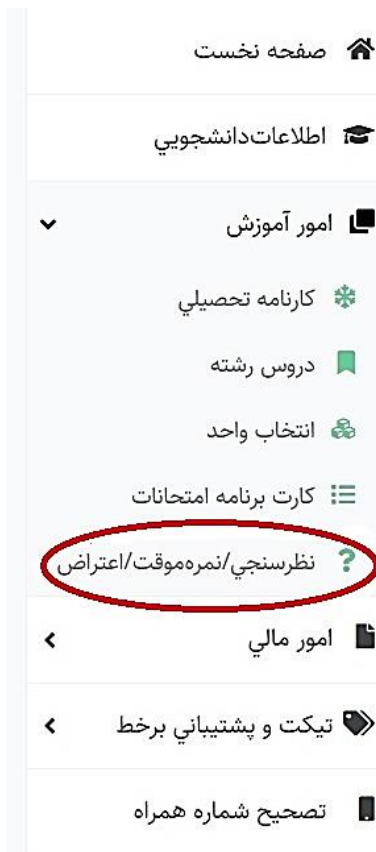 صفحه نخست
اطلاعات‌دانشجويي
امور آموزش
کارنامه تحصيلي
دروس رشته
انتخاب واحد
کارت برنامه امتحانات
نظرسنجي/نمره‌موقت/اعتراض
امور مالي
تيکت و پشتيباني برخط
تصحيح شماره همراه